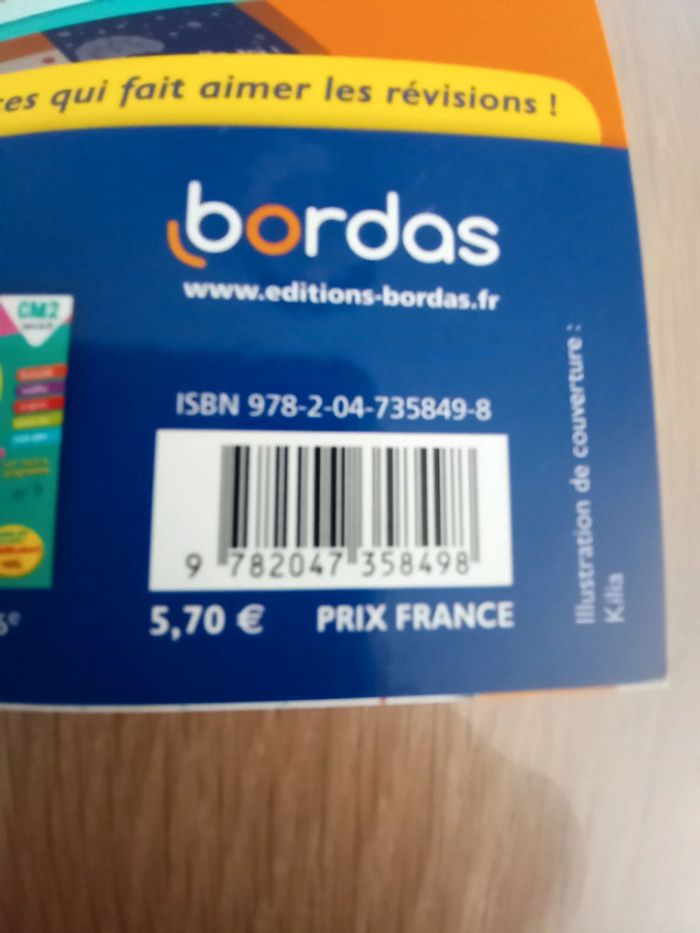 qui fait aimer les révisions !
bordas
www.editions-bordas.fr
CM2
ISBN 978-2-04-735849-8
9 782047 358498
5,70 € PRIX FRANCE
Illustration de couverture :
Kilia